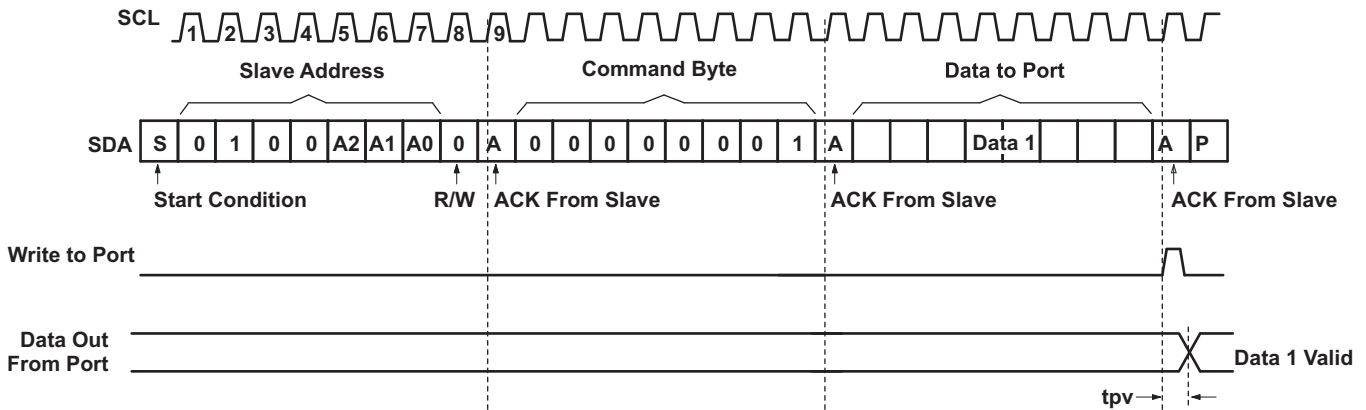 SCL 1 2 3 4 5 6 7 8 9
Slave Address Command Byte Data to Port
SDA S 0 1 0 0 A2 A1 A0 0 A 0 0 0 0 0 0 0 1 A Data 1 A P
Start Condition R/W ACK From Slave ACK From Slave ACK From Slave
Write to Port
Data Out
From Port
Data 1 Valid
tpv